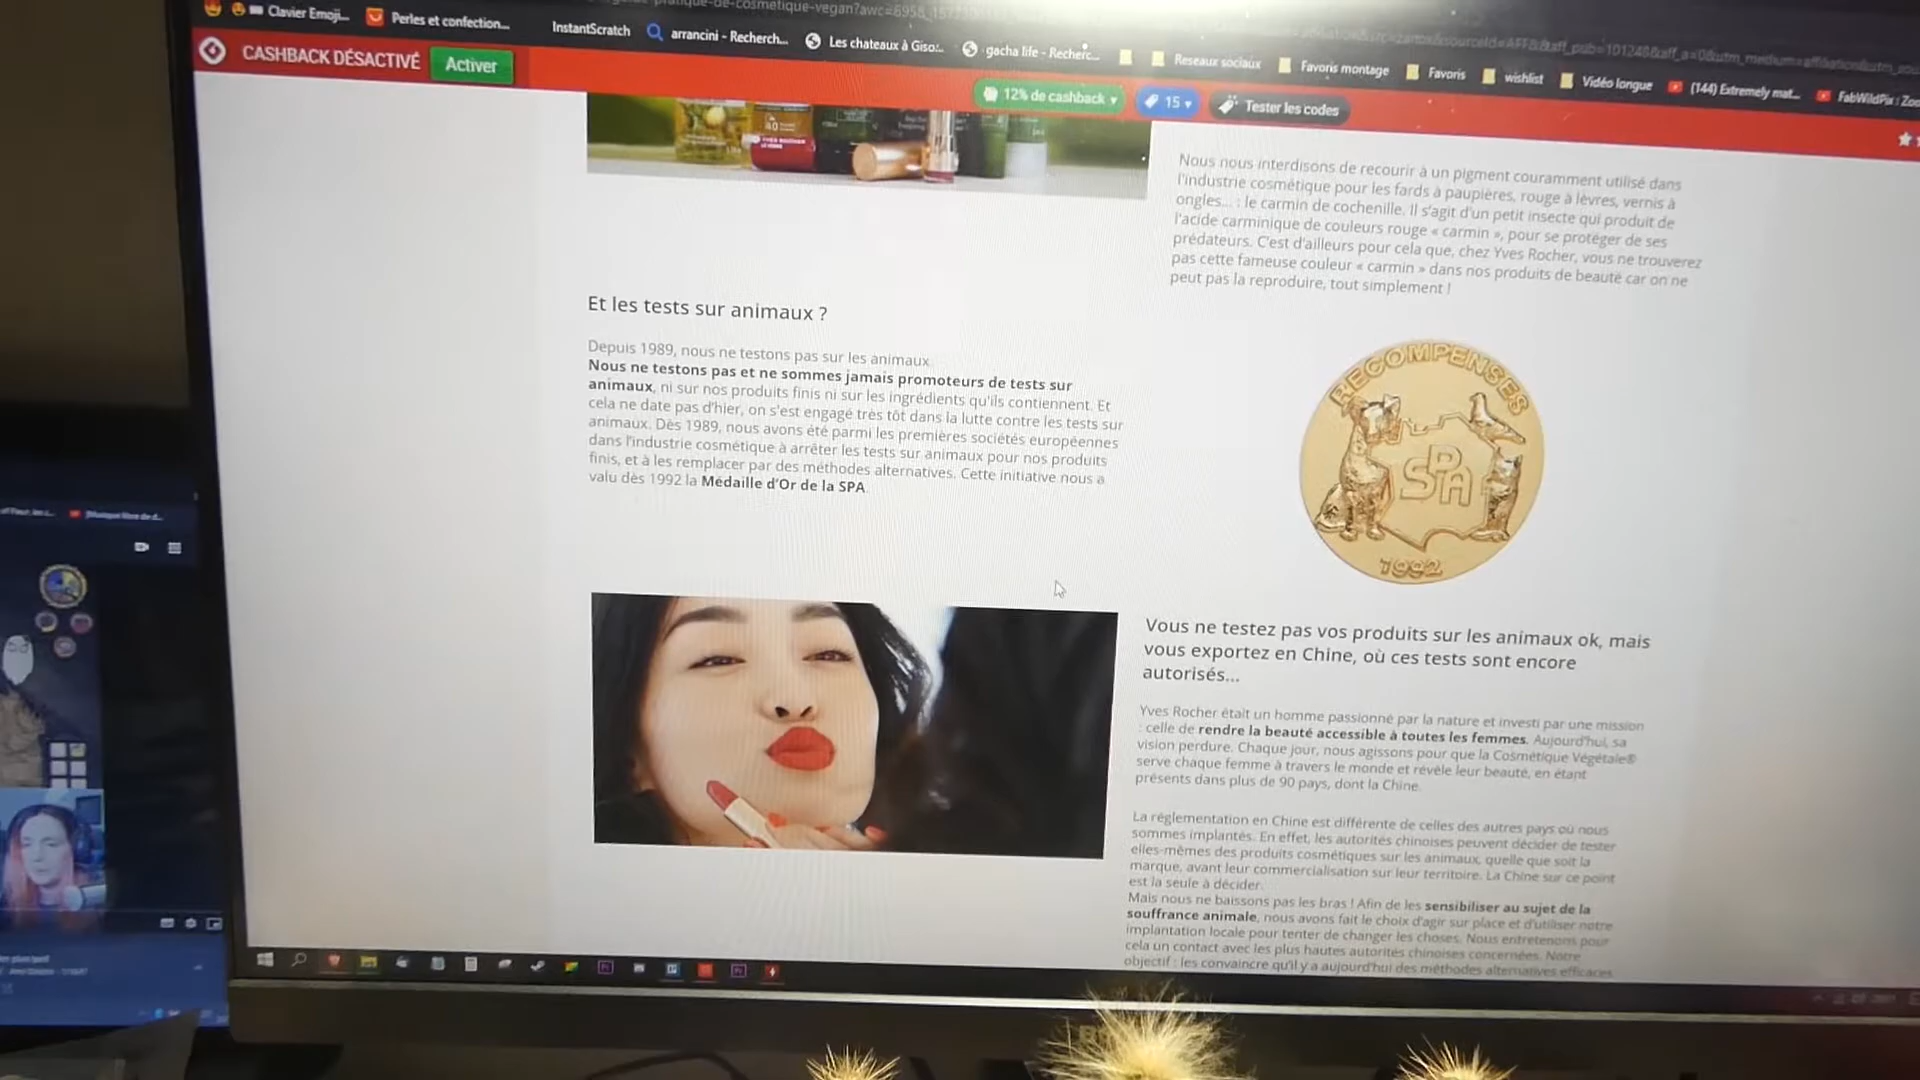 Clavier Emoji...
Perles et confection...
InstantScratch
arrancini - Recherch...
Les chateaux à Giso...
gacha life - Recherc...
Reseaux sociaux
Favoris montage
Favoris
wishlist
Vidéo longue
(144) Extremely mat...
FabWildPix : Zoo
CASHBACK DÉSACTIVÉ
Activer
12% de cashback
15
Tester les codes
Nous nous interdisons de recourir à un pigment couramment utilisé dans
l'industrie cosmétique pour les fards à paupières, rouge à lèvres, vernis à
ongles... : le carmin de cochenille. Il s'agit d'un petit insecte qui produit de
l'acide carminique de couleurs rouge « carmin », pour se protéger de ses
prédateurs. C'est d'ailleurs pour cela que, chez Yves Rocher, vous ne trouverez
pas cette fameuse couleur « carmin » dans nos produits de beauté car on ne
peut pas la reproduire, tout simplement !
Et les tests sur animaux ?
Depuis 1989, nous ne testons pas sur les animaux
Nous ne testons pas et ne sommes jamais promoteurs de tests sur
animaux, ni sur nos produits finis ni sur les ingrédients qu'ils contiennent. Et
cela ne date pas d'hier, on s'est engagé très tôt dans la lutte contre les tests sur
animaux. Dès 1989, nous avons été parmi les premières sociétés européennes
dans l'industrie cosmétique à arrêter les tests sur animaux pour nos produits
finis, et à les remplacer par des méthodes alternatives. Cette initiative nous a
valu dès 1992 la Médaille d'Or de la SPA.
RECOMPENSES
SPA
1992
Vous ne testez pas vos produits sur les animaux ok, mais
vous exportez en Chine, où ces tests sont encore
autorisés...
Yves Rocher était un homme passionné par la nature et investi par une mission
: celle de rendre la beauté accessible à toutes les femmes. Aujourd'hui, sa
vision perdure. Chaque jour, nous agissons pour que la Cosmétique Végétale®
serve chaque femme à travers le monde et révèle leur beauté, en étant
présents dans plus de 90 pays, dont la Chine.
La réglementation en Chine est différente de celles des autres pays où nous
sommes implantés. En effet, les autorités chinoises peuvent décider de tester
elles-mêmes des produits cosmétiques sur les animaux, quelle que soit la
marque, avant leur commercialisation sur leur territoire. La Chine sur ce point
est la seule à décider.
Mais nous ne baissons pas les bras ! Afin de les sensibiliser au sujet de la
souffrance animale, nous avons fait le choix d'agir sur place et d'utiliser notre
implantation locale pour tenter de changer les choses. Nous entretenons pour
cela un contact avec les plus hautes autorités chinoises concernées. Notre
objectif : les convaincre qu'il y a aujourd'hui des méthodes alternatives efficaces